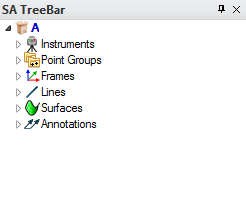 SA TreeBar
A
Instruments
Point Groups
Frames
Lines
Surfaces
Annotations